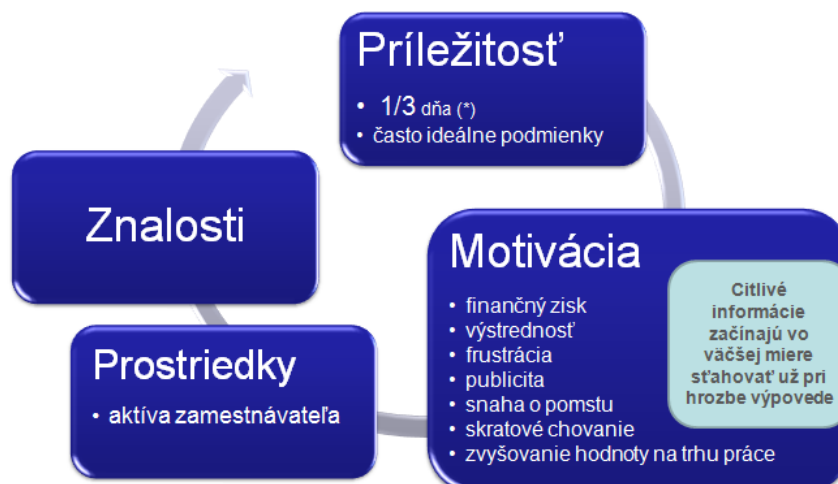 Príležitosť
• 1/3 dňa (*)
• často ideálne podmienky
Znalosti
Motivácia
• finančný zisk
• výstrednosť
• frustrácia
• publicita
• snaha o pomstu
• skratové chovanie
• zvyšovanie hodnoty na trhu práce
Citlivé
informácie
začínajú vo
väčšej miere
sťahovať už pri
hrozbe výpovede
Prostriedky
• aktíva zamestnávateľa